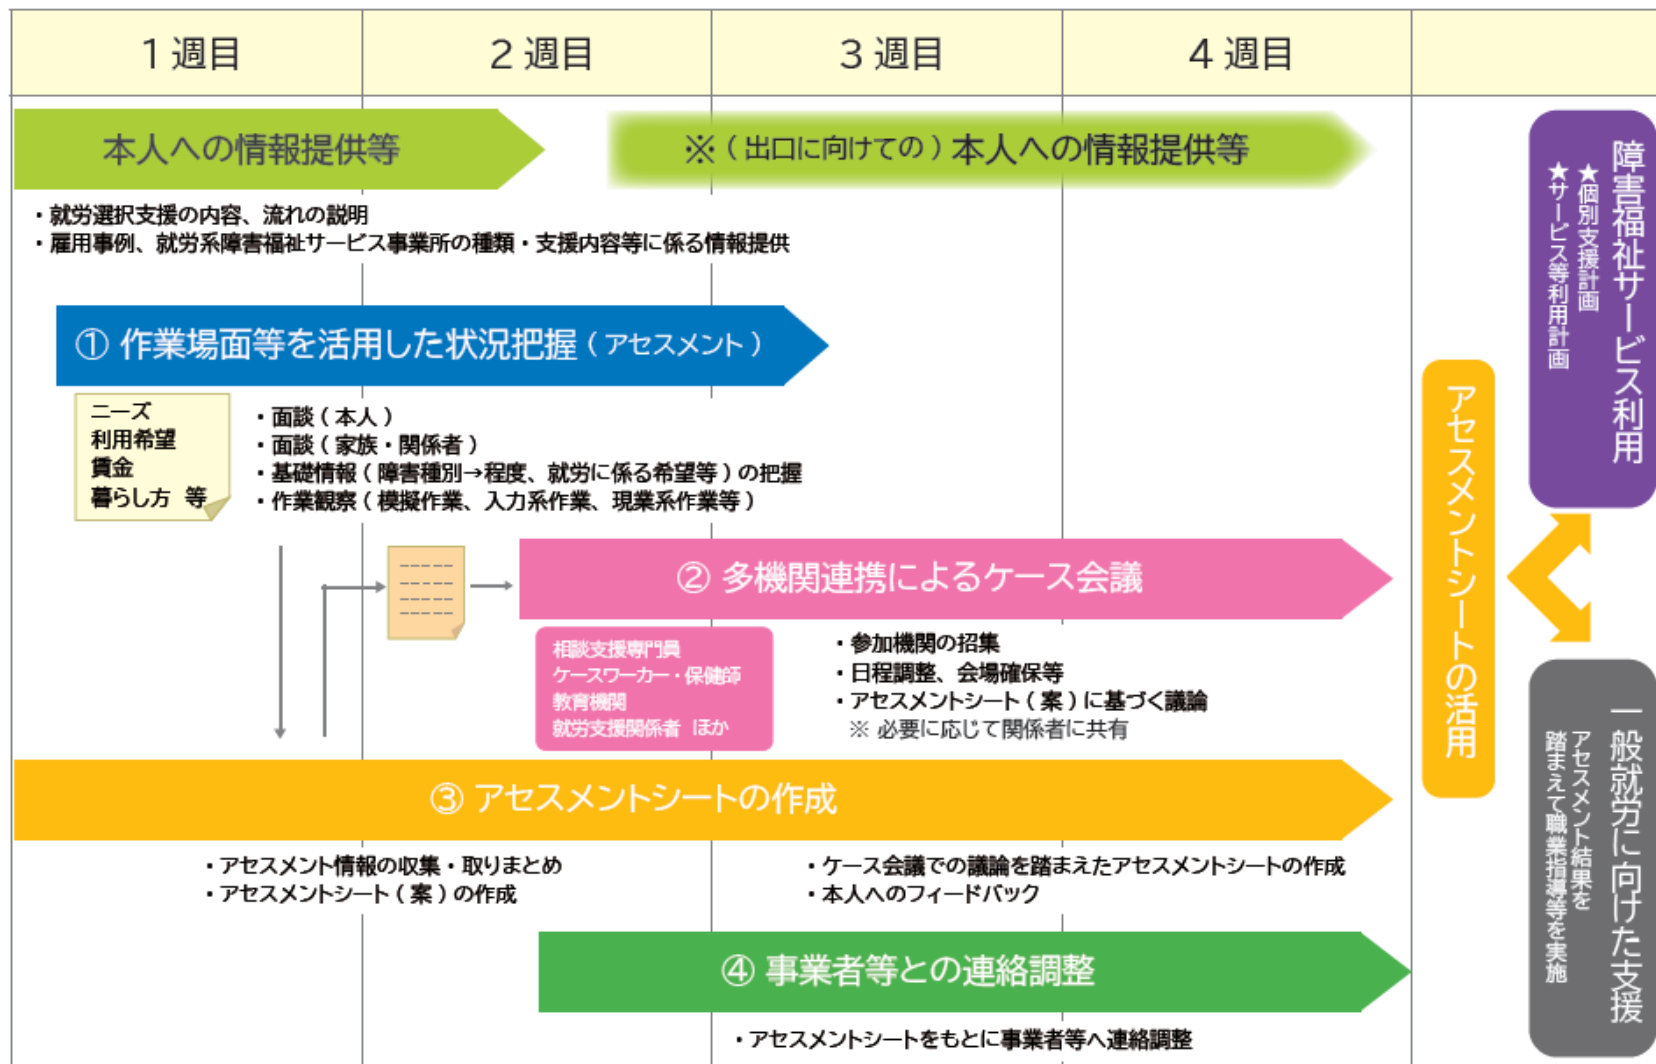 1週目
2週目
3週目
4週目
本人への情報提供等
※（出口に向けての）本人への情報提供等
・就労選択支援の内容、流れの説明
・雇用事例、就労系障害福祉サービス事業所の種類・支援内容等に係る情報提供
① 作業場面等を活用した状況把握（アセスメント）
ニーズ
利用希望
賃金
暮らし方 等
・面談（本人）
・面談（家族・関係者）
・基礎情報（障害種別→程度、就労に係る希望等）の把握
・作業観察（模擬作業、入力系作業、現業系作業等）
② 多機関連携によるケース会議
相談支援専門員
ケースワーカー・保健師
教育機関
就労支援関係者 ほか
・参加機関の招集
・日程調整、会場確保等
・アセスメントシート（案）に基づく議論
※ 必要に応じて関係者に共有
③ アセスメントシートの作成
・アセスメント情報の収集・取りまとめ
・アセスメントシート（案）の作成
・ケース会議での議論を踏まえたアセスメントシートの作成
・本人へのフィードバック
④ 事業者等との連絡調整
・アセスメントシートをもとに事業者等へ連絡調整
アセスメントシートの活用
障害福祉サービス利用
★個別支援計画
★サービス等利用計画
一般就労に向けた支援
アセスメント結果を
踏まえて職業指導等を実施